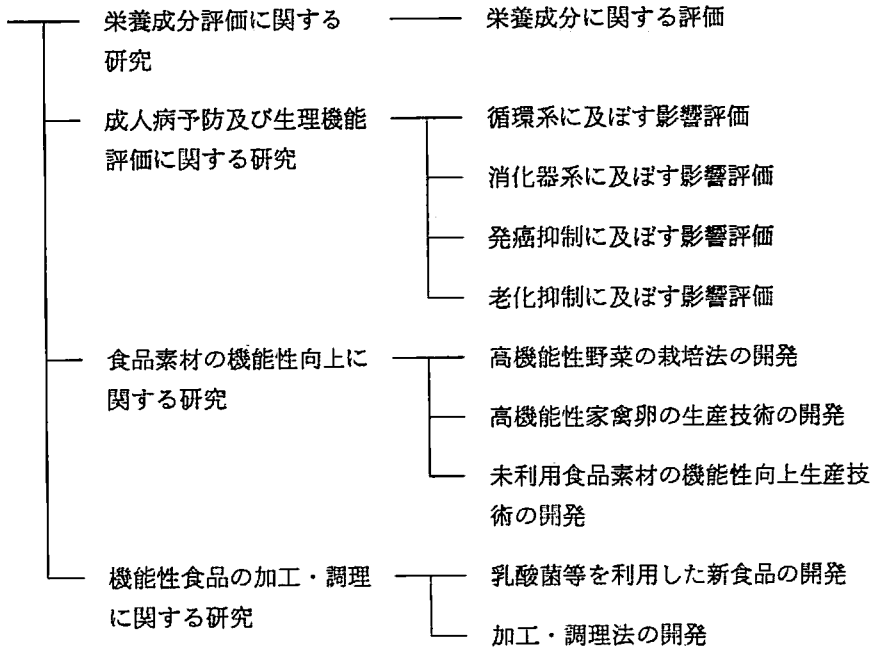 栄養成分評価に関する
研究
栄養成分に関する評価
成人病予防及び生理機能
評価に関する研究
循環系に及ぼす影響評価
消化器系に及ぼす影響評価
発癌抑制に及ぼす影響評価
老化抑制に及ぼす影響評価
食品素材の機能性向上に
関する研究
高機能性野菜の栽培法の開発
高機能性家禽卵の生産技術の開発
未利用食品素材の機能性向上生産技
術の開発
機能性食品の加工・調理
に関する研究
乳酸菌等を利用した新食品の開発
加工・調理法の開発